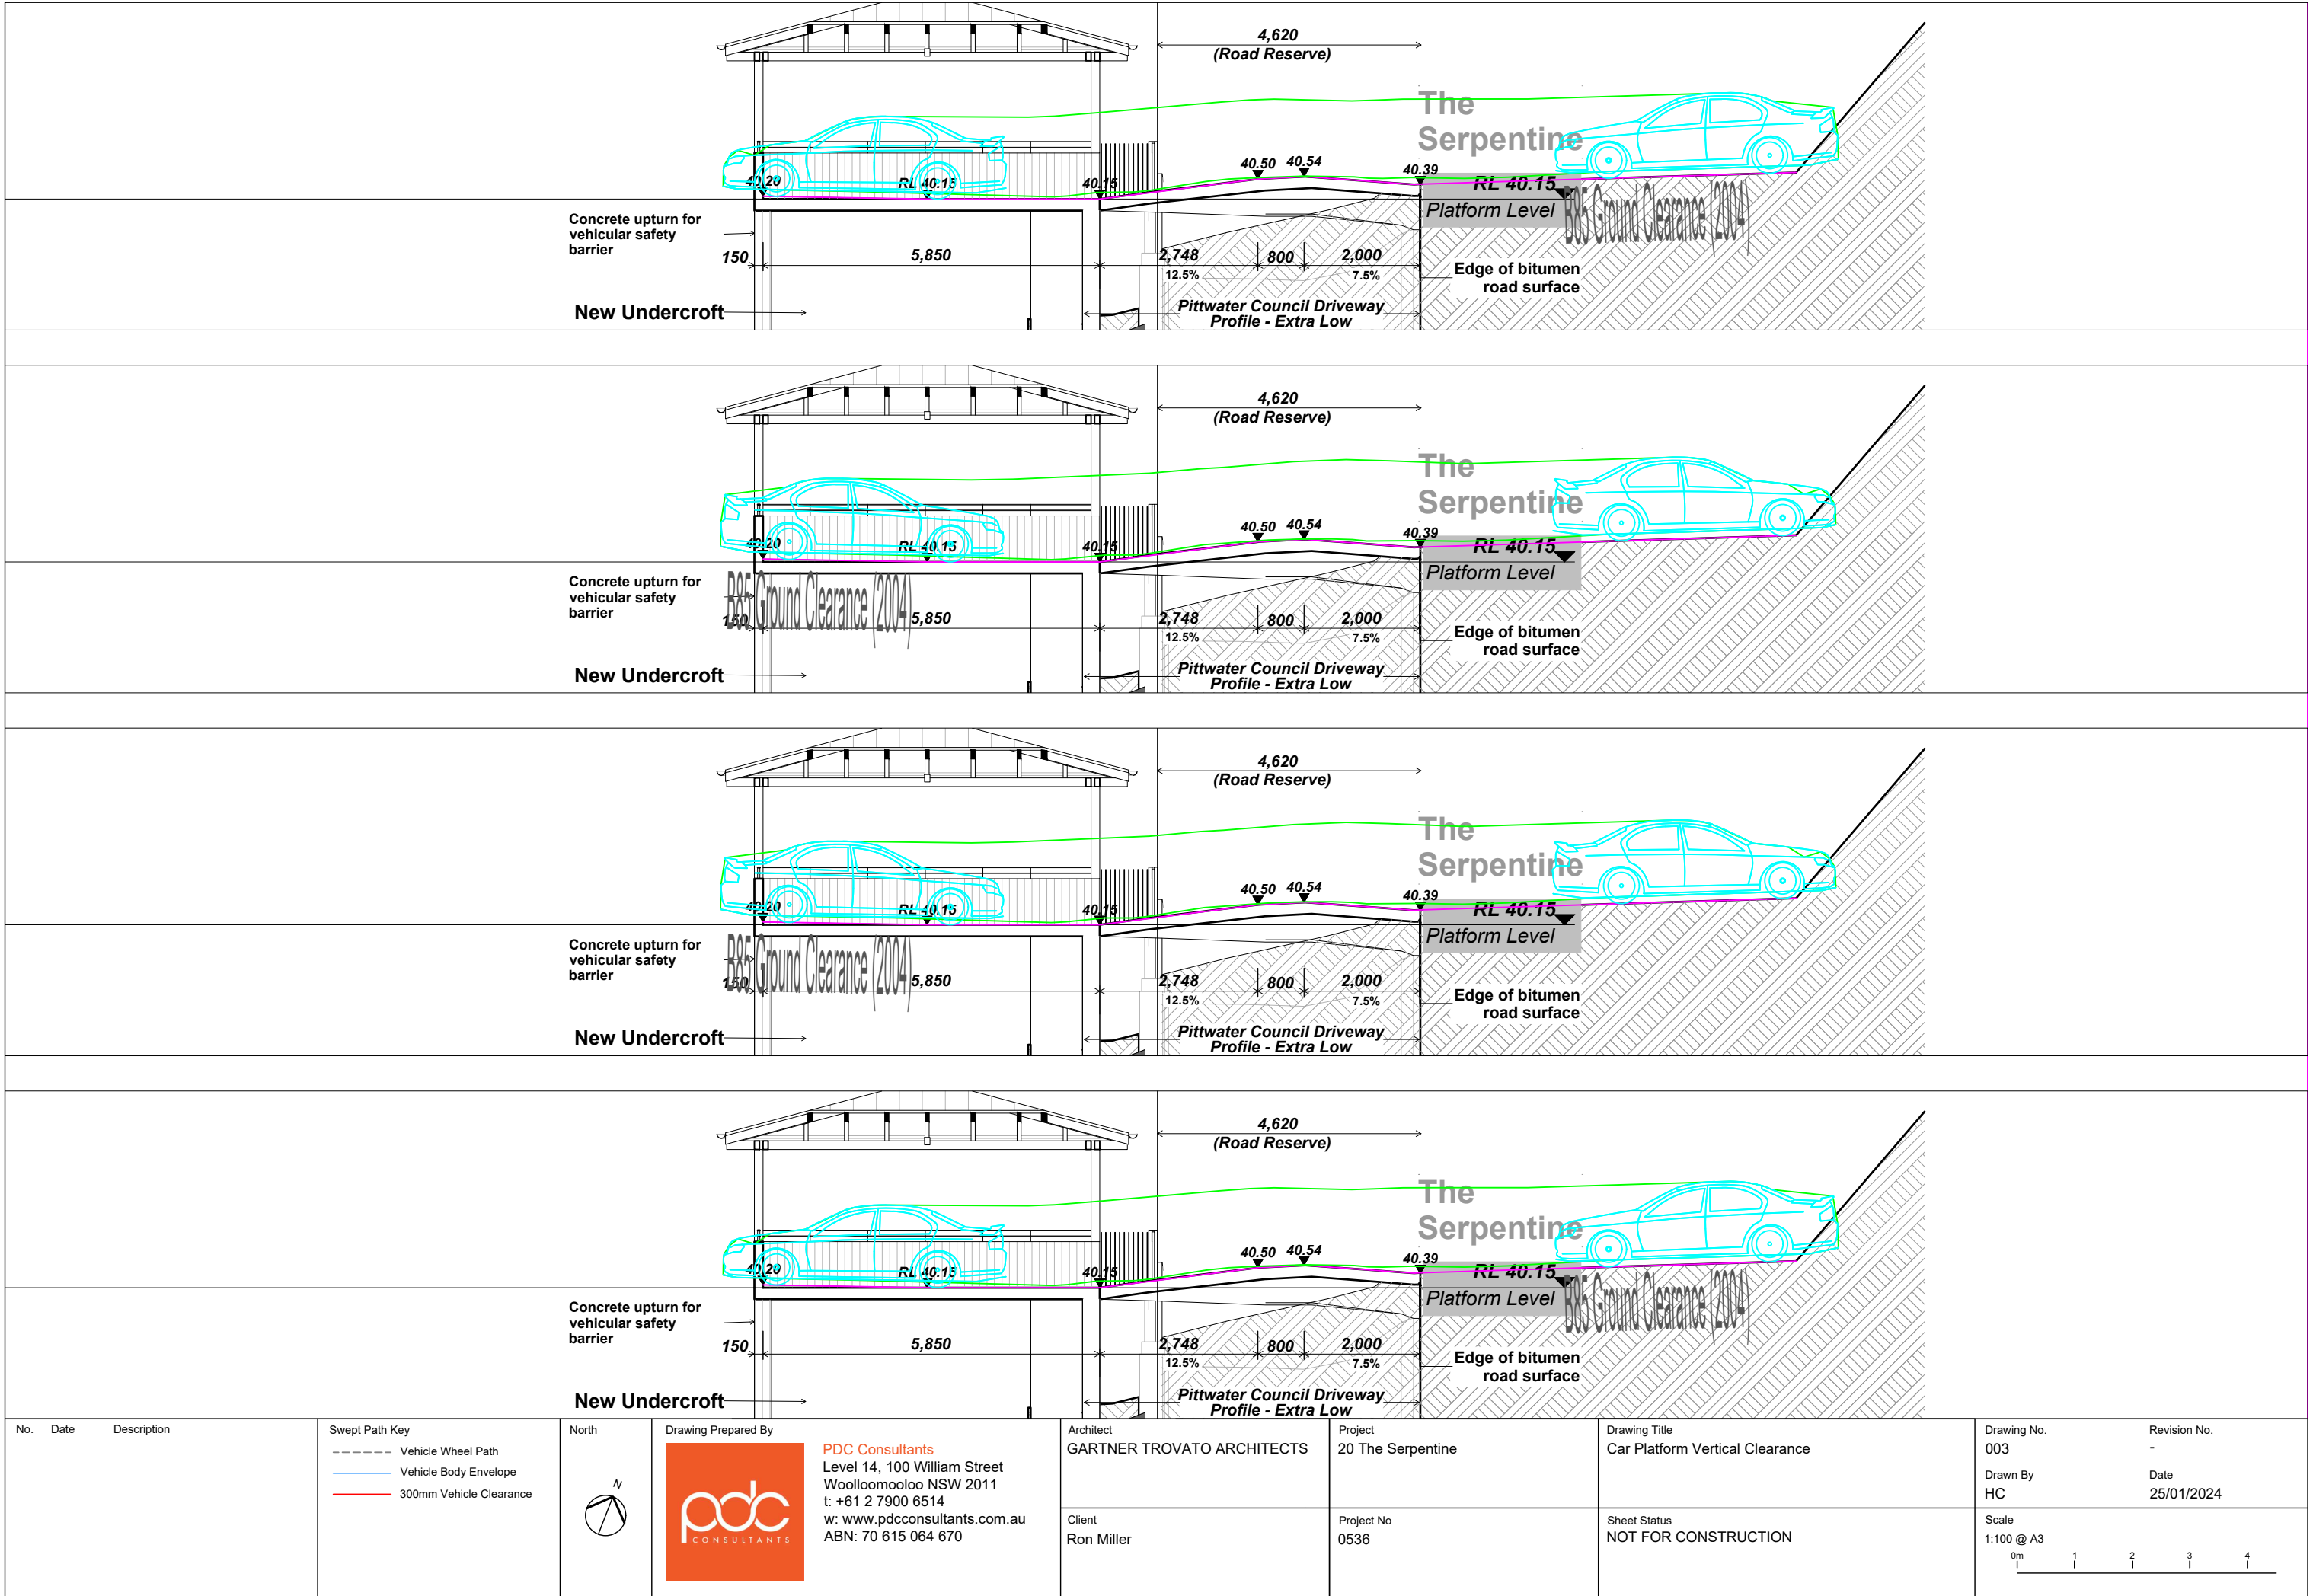 4,620
(Road Reserve)
The
Serpentine
40.20
RL 40.15
40.15
40.50
40.54
40.39
RL 40.15
Platform Level
B85 Ground Clearance (2004)
Concrete upturn for
vehicular safety
barrier
150
5,850
2,748
800
2,000
12.5%
7.5%
Edge of bitumen
road surface
New Undercroft
Pittwater Council Driveway
Profile - Extra Low
4,620
(Road Reserve)
The
Serpentine
40.20
RL 40.15
40.15
40.50
40.54
40.39
RL 40.15
Platform Level
Concrete upturn for
vehicular safety
barrier
B85 Ground Clearance (2004)
150
5,850
2,748
800
2,000
12.5%
7.5%
Edge of bitumen
road surface
New Undercroft
Pittwater Council Driveway
Profile - Extra Low
4,620
(Road Reserve)
The
Serpentine
40.20
RL 40.15
40.15
40.50
40.54
40.39
RL 40.15
Platform Level
Concrete upturn for
vehicular safety
barrier
B85 Ground Clearance (2004)
150
5,850
2,748
800
2,000
12.5%
7.5%
Edge of bitumen
road surface
New Undercroft
Pittwater Council Driveway
Profile - Extra Low
4,620
(Road Reserve)
The
Serpentine
40.20
RL 40.15
40.15
40.50
40.54
40.39
RL 40.15
Platform Level
B85 Ground Clearance (2004)
Concrete upturn for
vehicular safety
barrier
150
5,850
2,748
800
2,000
12.5%
7.5%
Edge of bitumen
road surface
New Undercroft
Pittwater Council Driveway
Profile - Extra Low
No. Date Description
Swept Path Key
Vehicle Wheel Path
Vehicle Body Envelope
300mm Vehicle Clearance
North
N
Drawing Prepared By
pdc
CONSULTANTS
PDC Consultants
Level 14, 100 William Street
Woolloomooloo NSW 2011
t: +61 2 7900 6514
w: www.pdcconsultants.com.au
ABN: 70 615 064 670
Architect
GARTNER TROVATO ARCHITECTS
Client
Ron Miller
Project
20 The Serpentine
Project No
0536
Drawing Title
Car Platform Vertical Clearance
Sheet Status
NOT FOR CONSTRUCTION
Drawing No.
003
Revision No.
-
Drawn By
HC
Date
25/01/2024
Scale
1:100 @ A3
0m 1 2 3 4